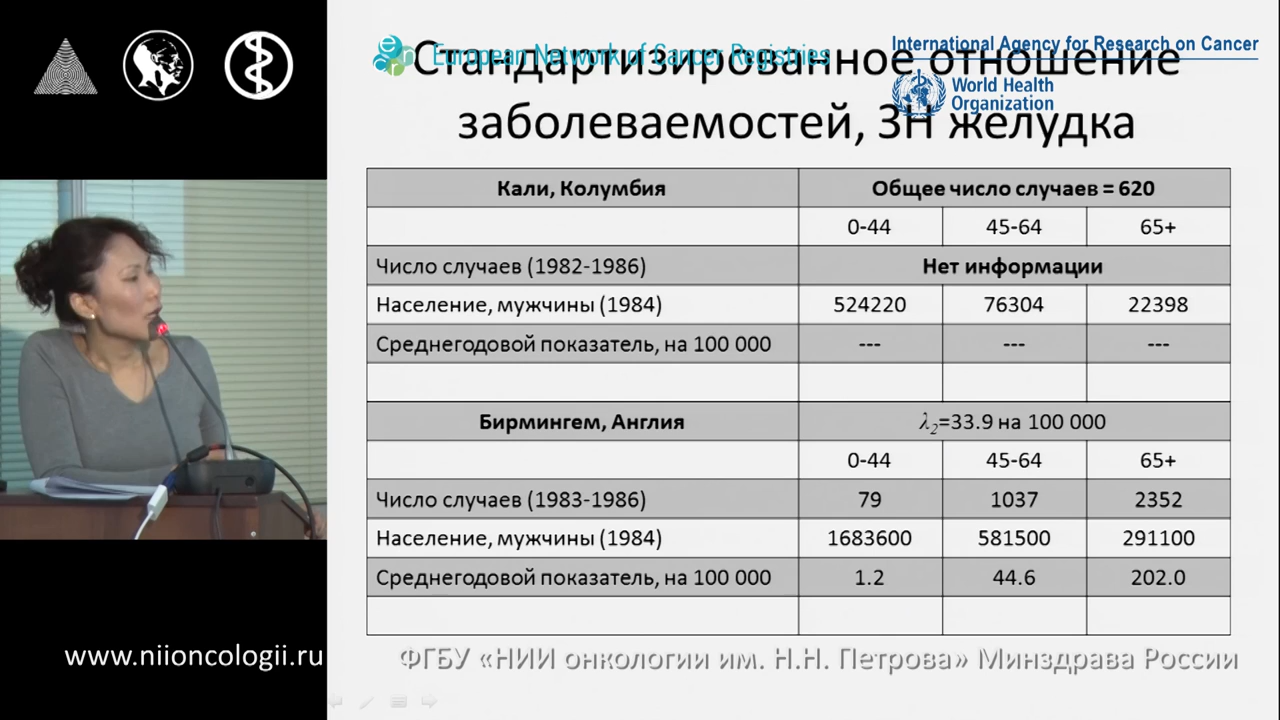 European Network of Cancer Registries
International Agency for Research on Cancer
World Health
Organization
Стандартизированное отношение
заболеваемостей, ЗН желудка
Кали, Колумбия Общее число случаев = 620
0-44 45-64 65+
Число случаев (1982-1986) Нет информации
Население, мужчины (1984) 524220 76304 22398
Среднегодовой показатель, на 100 000 --- --- ---
Бирмингем, Англия λ2=33.9 на 100 000
0-44 45-64 65+
Число случаев (1983-1986) 79 1037 2352
Население, мужчины (1984) 1683600 581500 291100
Среднегодовой показатель, на 100 000 1.2 44.6 202.0
www.niioncologii.ru
ФГБУ «НИИ онкологии им. Н.Н. Петрова» Минздрава России